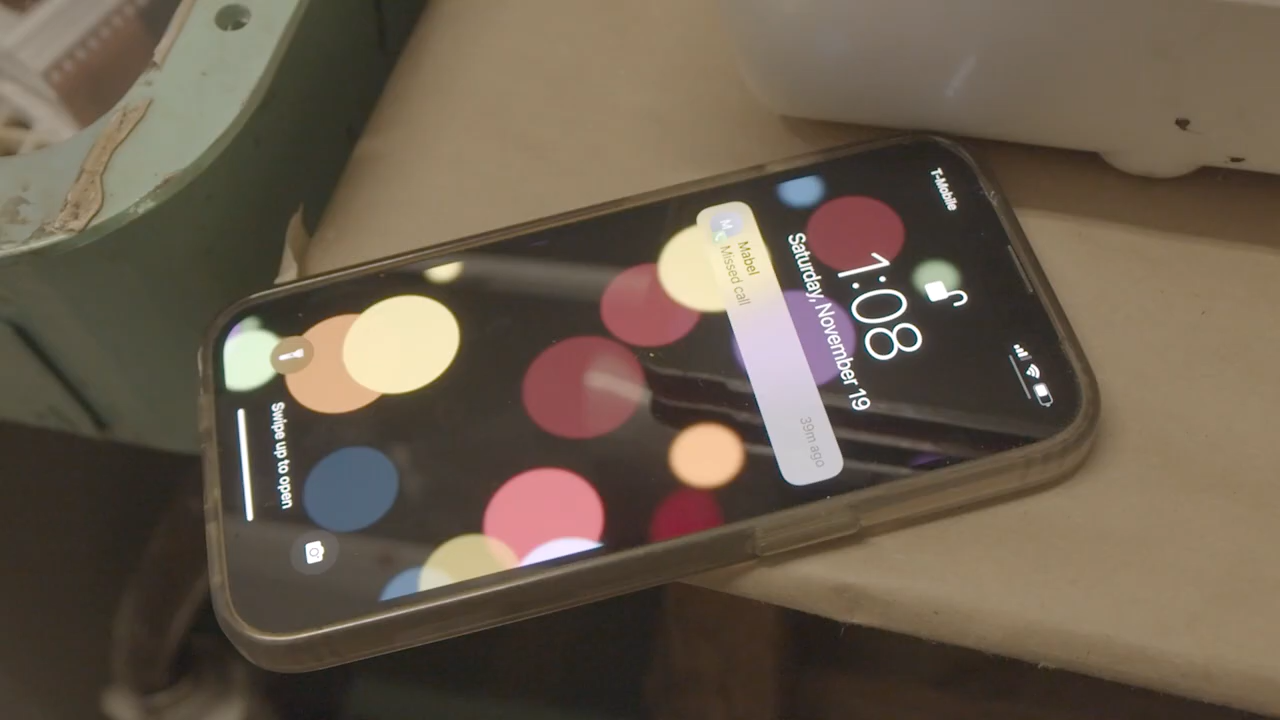 T-Mobile
1:08
Saturday, November 19
M
Mabel
Missed call
39m ago
Swipe up to open